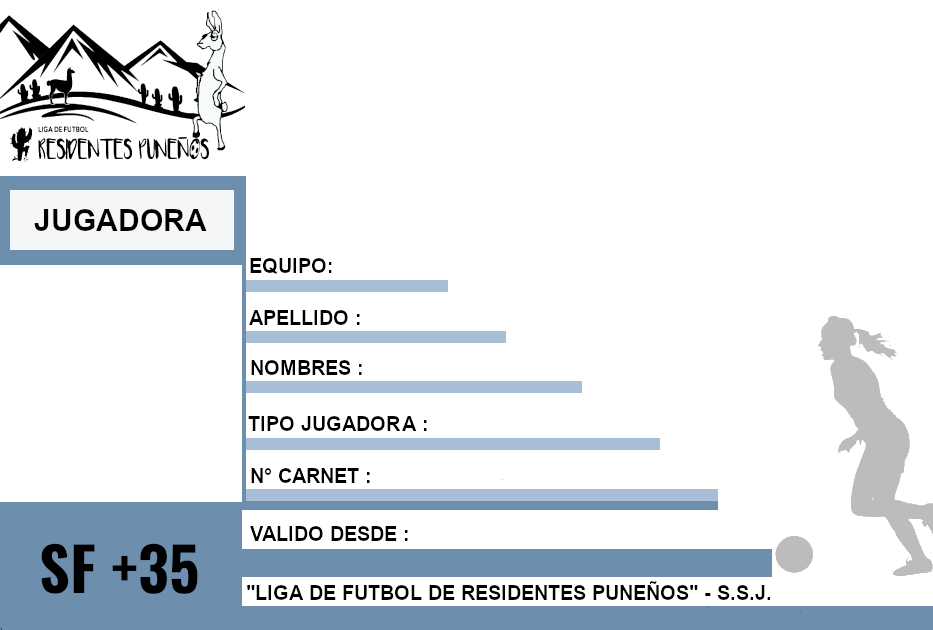 LIGA DE FUTBOL
RESIDENTES PUNEÑOS
JUGADORA
EQUIPO:
APELLIDO :
NOMBRES :
TIPO JUGADORA :
N° CARNET :
VALIDO DESDE :
SF +35
"LIGA DE FUTBOL DE RESIDENTES PUNEÑOS" - S.S.J.